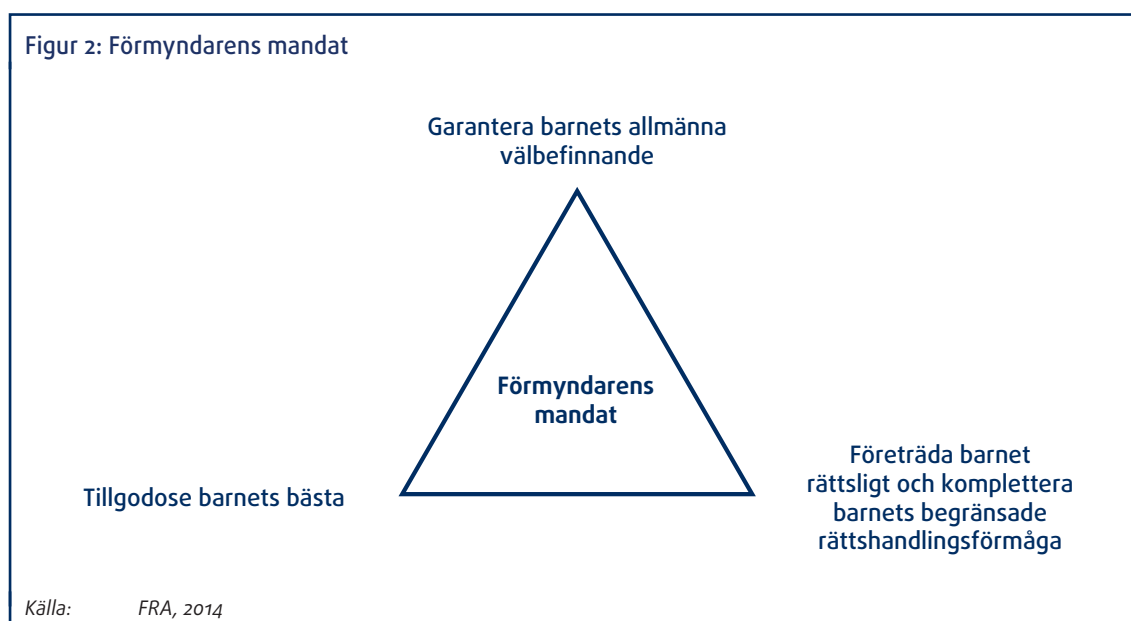 Figur 2: Förmyndarens mandat
Garantera barnets allmänna
välbefinnande
Förmyndarens
mandat
Tillgodose barnets bästa
Företräda barnet
rättsligt och komplettera
barnets begränsade
rättshandlingsförmåga
Källa: FRA, 2014